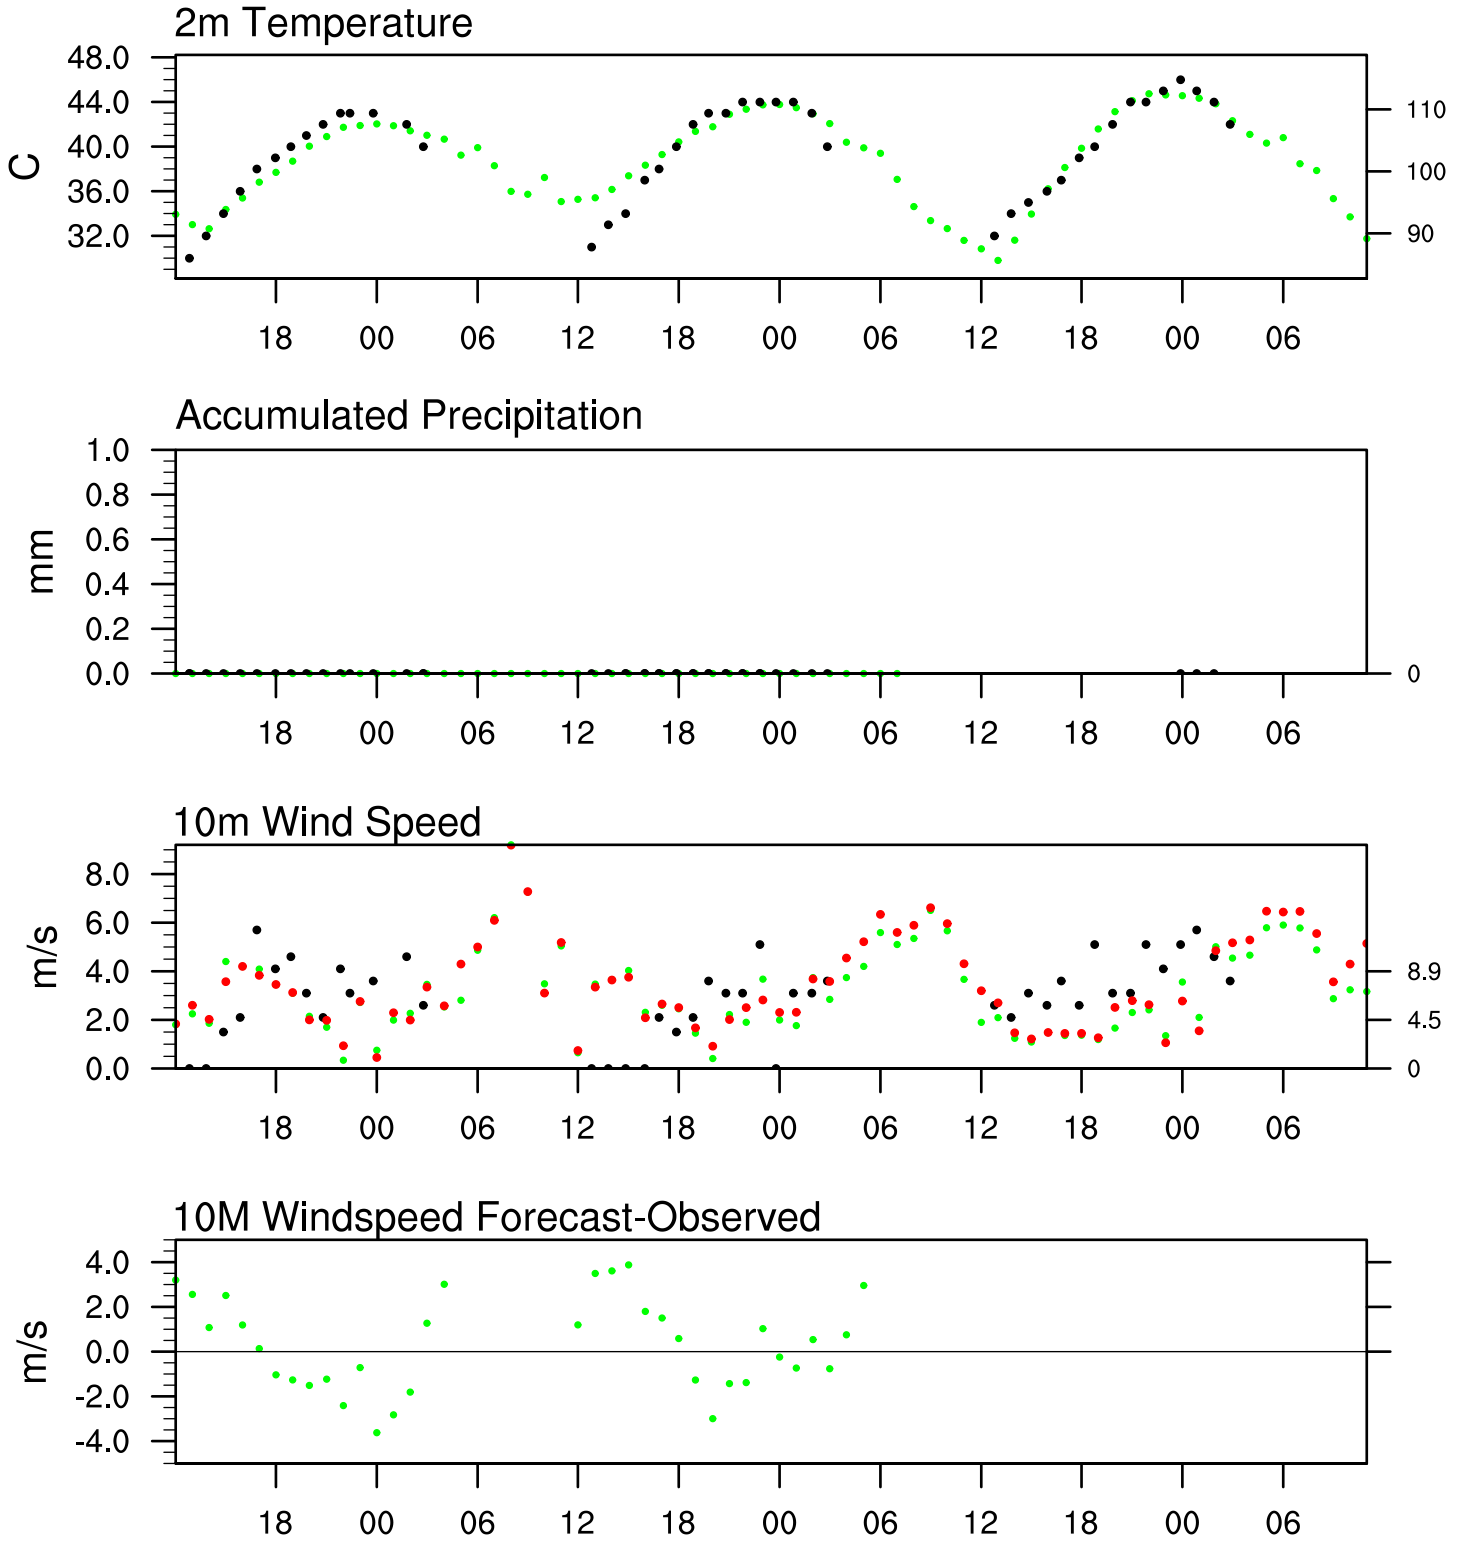 2m Temperature
48.0
44.0
40.0
36.0
32.0
C
110
100
90
18 00 06 12 18 00 06 12 18 00 06
Accumulated Precipitation
1.0
0.8
0.6
0.4
0.2
0.0
mm
0
18 00 06 12 18 00 06 12 18 00 06
10m Wind Speed
8.0
6.0
4.0
2.0
0.0
m/s
8.9
4.5
0
18 00 06 12 18 00 06 12 18 00 06
10M Windspeed Forecast-Observed
4.0
2.0
0.0
-2.0
-4.0
m/s
18 00 06 12 18 00 06 12 18 00 06